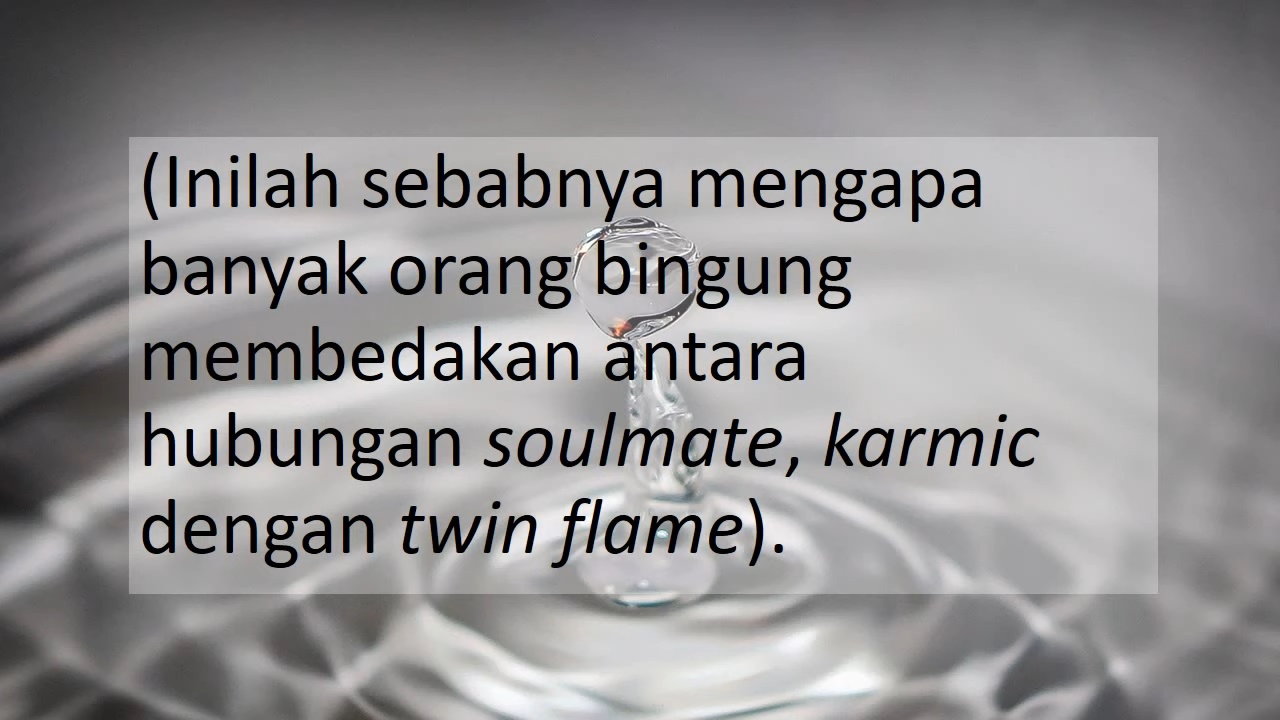 (Inilah sebabnya mengapa
banyak orang bingung
membedakan antara
hubungan soulmate, karmic
dengan twin flame).